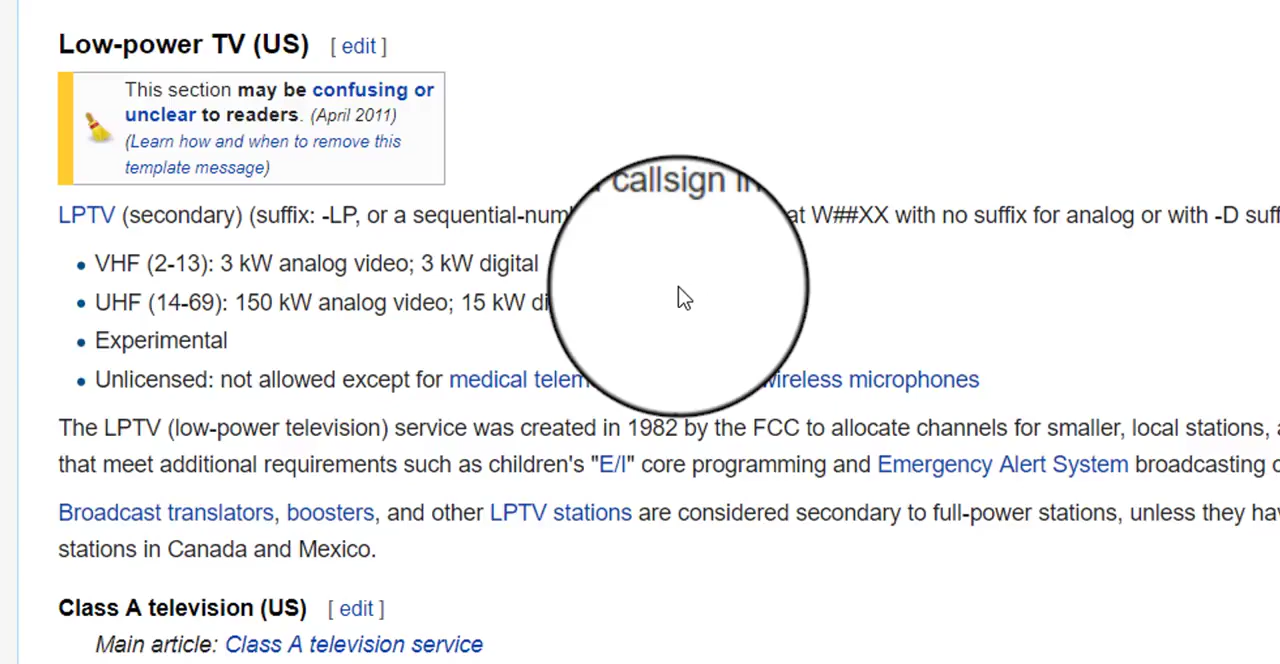 Low-power TV (US) [ edit ]
This section may be confusing or
unclear to readers. (April 2011)
(Learn how and when to remove this
template message)
callsign in
LPTV (secondary) (suffix: -LP, or a sequential-num at W##XX with no suffix for analog or with -D suff
• VHF (2-13): 3 kW analog video; 3 kW digital
• UHF (14-69): 150 kW analog video; 15 kW di
• Experimental
• Unlicensed: not allowed except for medical telem wireless microphones
The LPTV (low-power television) service was created in 1982 by the FCC to allocate channels for smaller, local stations, a
that meet additional requirements such as children's "E/I" core programming and Emergency Alert System broadcasting c
Broadcast translators, boosters, and other LPTV stations are considered secondary to full-power stations, unless they hav
stations in Canada and Mexico.
Class A television (US) [ edit ]
Main article: Class A television service